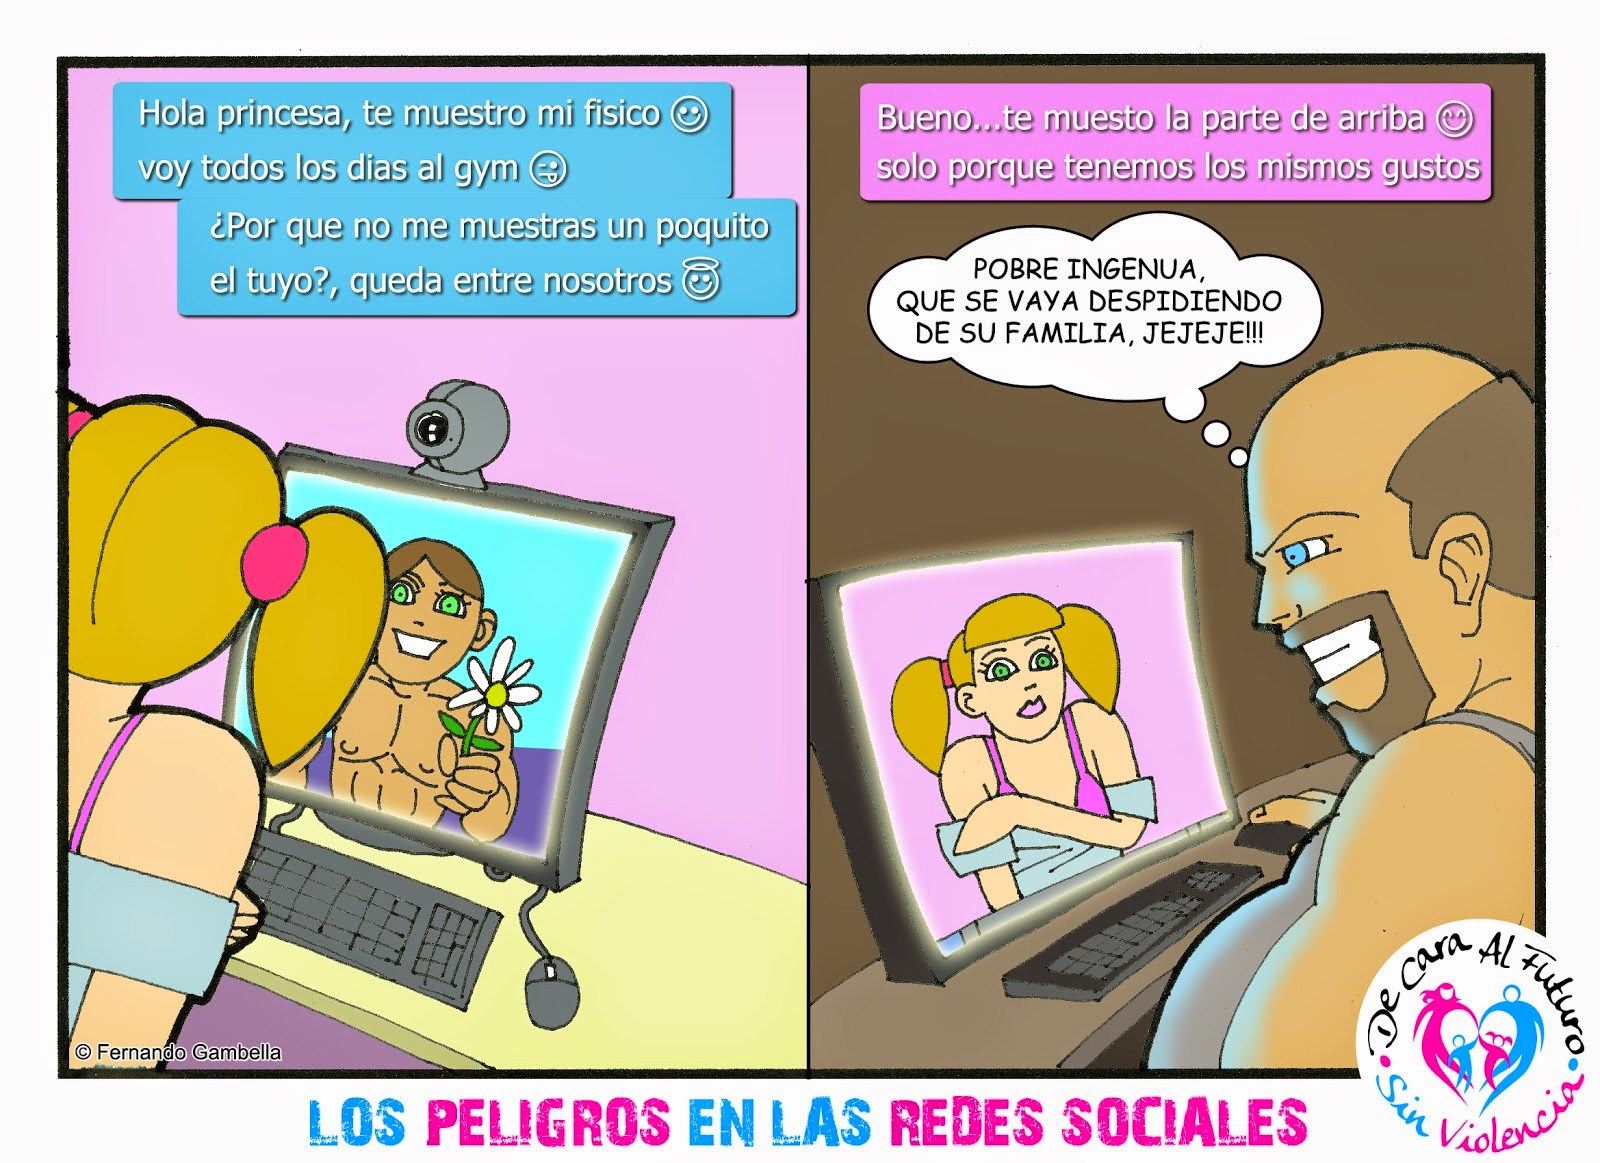 Hola princesa, te muestro mi fisico
voy todos los dias al gym
¿Por que no me muestras un poquito
el tuyo?, queda entre nosotros
Bueno...te muesto la parte de arriba
solo porque tenemos los mismos gustos
POBRE INGENUA,
QUE SE VAYA DESPIDIENDO
DE SU FAMILIA, JEJEJE!!!
© Fernando Gambella
De Cara Al Futuro
Sin Violencia
LOS PELIGROS EN LAS REDES SOCIALES